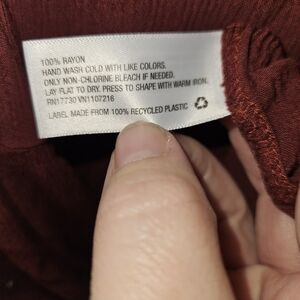 100% RAYON
HAND WASH COLD WITH LIKE COLORS.
ONLY NON-CHLORINE BLEACH IF NEEDED.
LAY FLAT TO DRY. PRESS TO SHAPE WITH WARM IRON.
RN17730 VN1107216
LABEL MADE FROM 100% RECYCLED PLASTIC